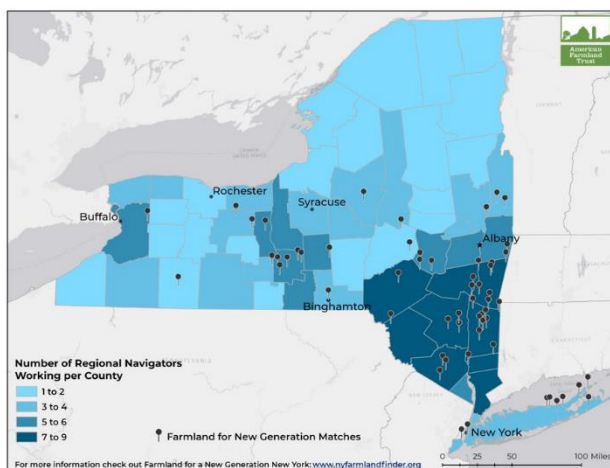 American
Farmland
Trust
Rochester
Syracuse
Buffalo
Albany
Binghamton
Number of Regional Navigators
Working per County
1 to 2
3 to 4
5 to 6
7 to 9
Farmland for New Generation Matches
New York
0 12.5 25 50 Miles
For more information check out Farmland for a New Generation New York: www.nyfarmlandfinder.org